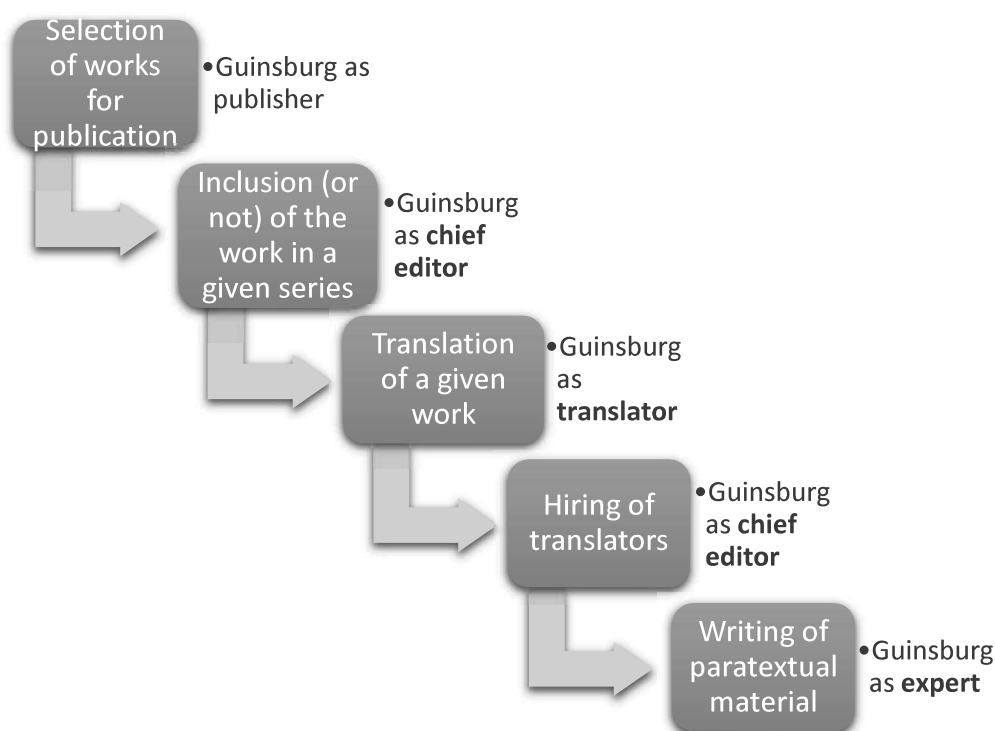 Selection
of works
for
publication
•Guinsburg as
publisher
Inclusion (or
not) of the
work in a
given series
•Guinsburg
as chief
editor
Translation
of a given
work
•Guinsburg
as
translator
Hiring of
translators
•Guinsburg
as chief
editor
Writing of
paratextual
material
•Guinsburg
as expert